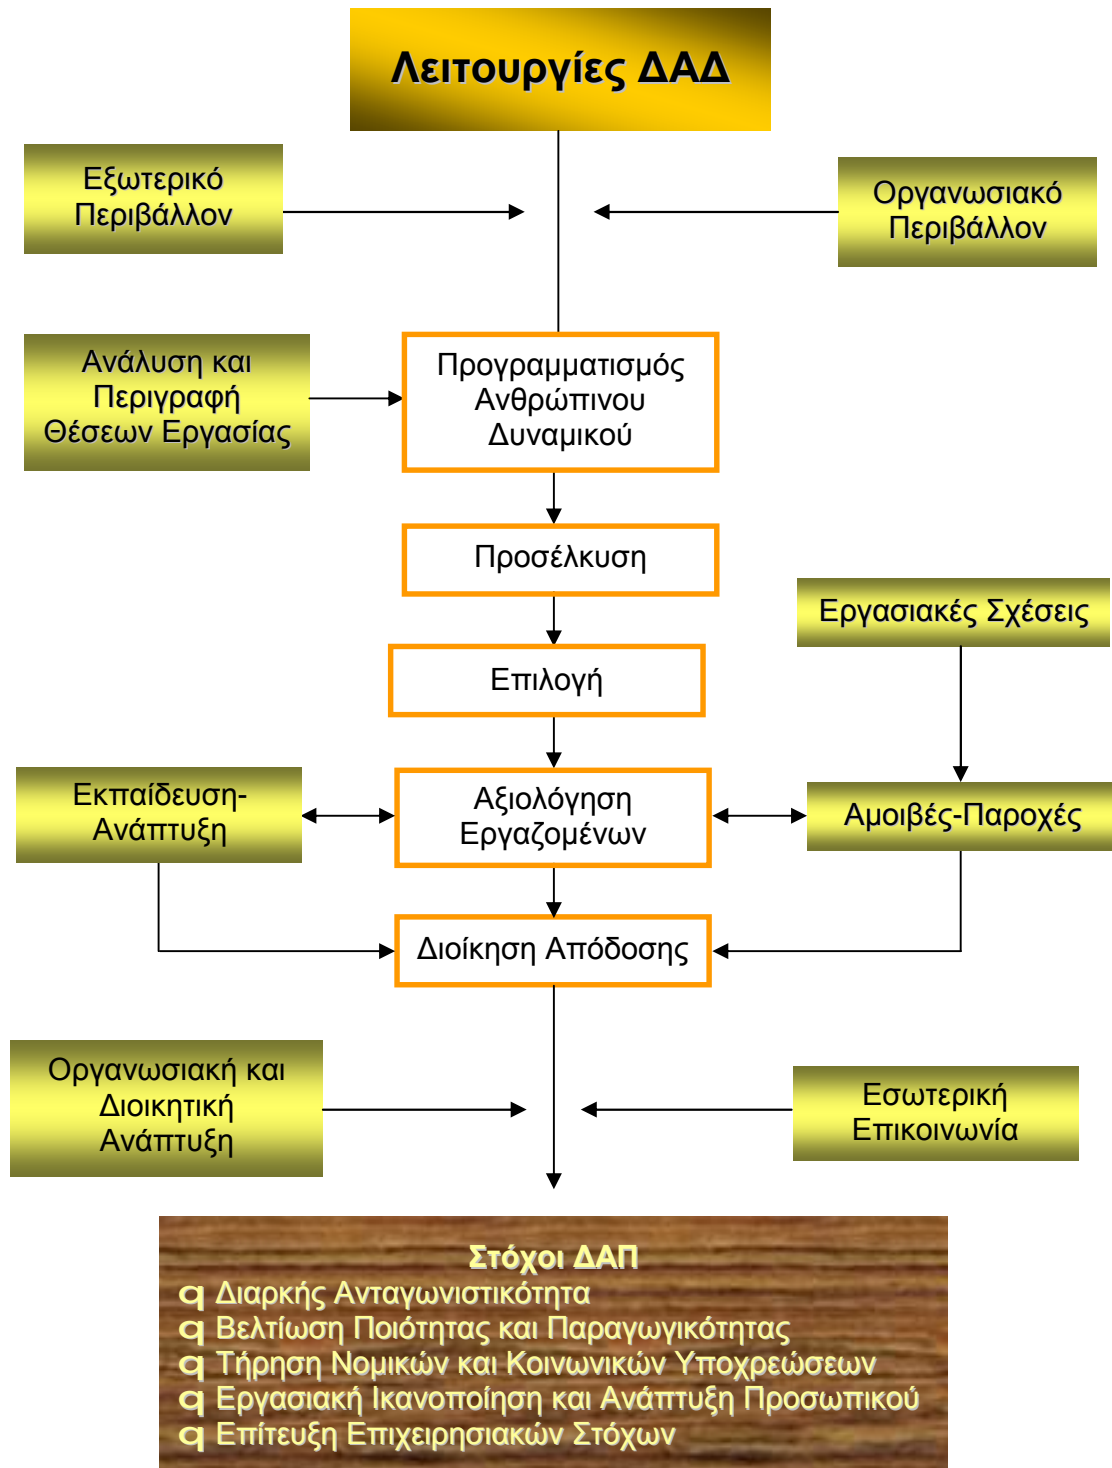 Λειτουργίες ΔΑΔ
Εξωτερικό
Περιβάλλον
Οργανωσιακό
Περιβάλλον
Ανάλυση και
Περιγραφή
Θέσεων Εργασίας
Προγραμματισμός
Ανθρώπινου
Δυναμικού
Προσέλκυση
Εργασιακές Σχέσεις
Επιλογή
Εκπαίδευση-
Ανάπτυξη
Αξιολόγηση
Εργαζομένων
Αμοιβές-Παροχές
Διοίκηση Απόδοσης
Οργανωσιακή και
Διοικητική
Ανάπτυξη
Εσωτερική
Επικοινωνία
Στόχοι ΔΑΠ
q Διαρκής Ανταγωνιστικότητα
q Βελτίωση Ποιότητας και Παραγωγικότητας
q Τήρηση Νομικών και Κοινωνικών Υποχρεώσεων
q Εργασιακή Ικανοποίηση και Ανάπτυξη Προσωπικού
q Επίτευξη Επιχειρησιακών Στόχων